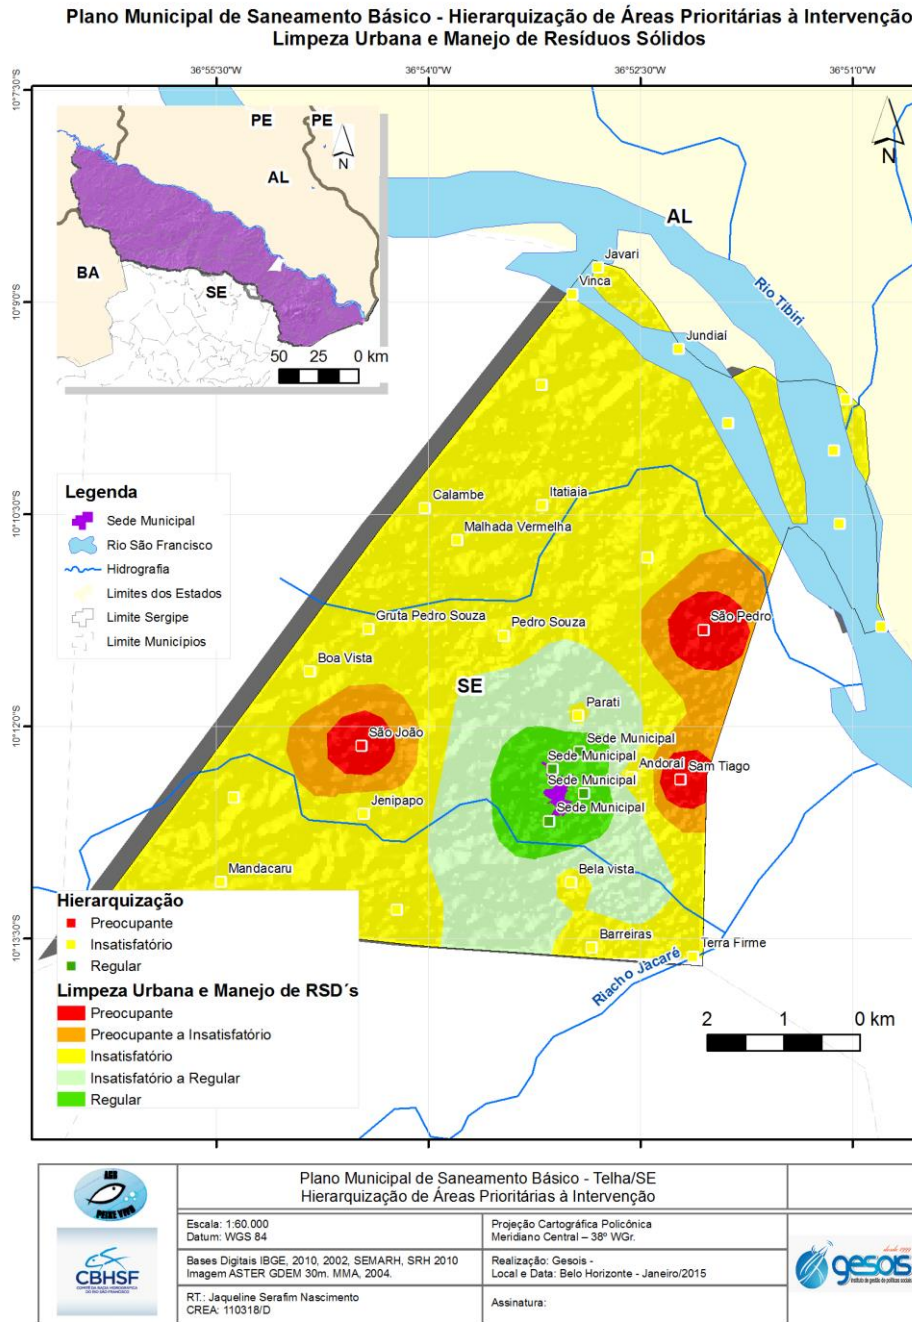 Plano Municipal de Saneamento Básico - Hierarquização de Áreas Prioritárias à Intervenção
Limpeza Urbana e Manejo de Resíduos Sólidos
36°55'30"W
36°54'0"W
36°52'30"W
36°51'0"W
10°7'30"S
10°9'0"S
10°10'30"S
10°12'0"S
10°13'30"S
PE
PE
N
AL
BA
SE
50 25 0 km
N
AL
Rio Tibiri
Javari
Vinca
Jundiaí
Legenda
Sede Municipal
Rio São Francisco
Hidrografia
Limites dos Estados
Limite Sergipe
Limite Municípios
Calambe
Itatiaia
Malhada Vermelha
Gruta Pedro Souza
Pedro Souza
São Pedro
Boa Vista
SE
Parati
São João
Sede Municipal
Sede Municipal
Andoral
Sede Municipal
Sam Tiago
Jenipapo
Sede Municipal
Mandacaru
Bela vista
Barreiras
Terra Firme
Riacho Jacaré
Hierarquização
Preocupante
Insatisfatório
Regular
Limpeza Urbana e Manejo de RSD´s
Preocupante
Preocupante a Insatisfatório
Insatisfatório
Insatisfatório a Regular
Regular
2 1 0 km
AGB
PEIXE VIVO
CBHSF
Plano Municipal de Saneamento Básico - Telha/SE
Hierarquização de Áreas Prioritárias à Intervenção
Escala: 1:60.000
Datum: WGS 84
Projeção Cartográfica Policônica
Meridiano Central – 38º WGr.
Bases Digitais IBGE, 2010, 2002, SEMARH, SRH 2010
Imagem ASTER GDEM 30m. MMA, 2004.
Realização: Gesois -
Local e Data: Belo Horizonte - Janeiro/2015
RT.: Jaqueline Serafim Nascimento
CREA: 110318/D
Assinatura:
gesois